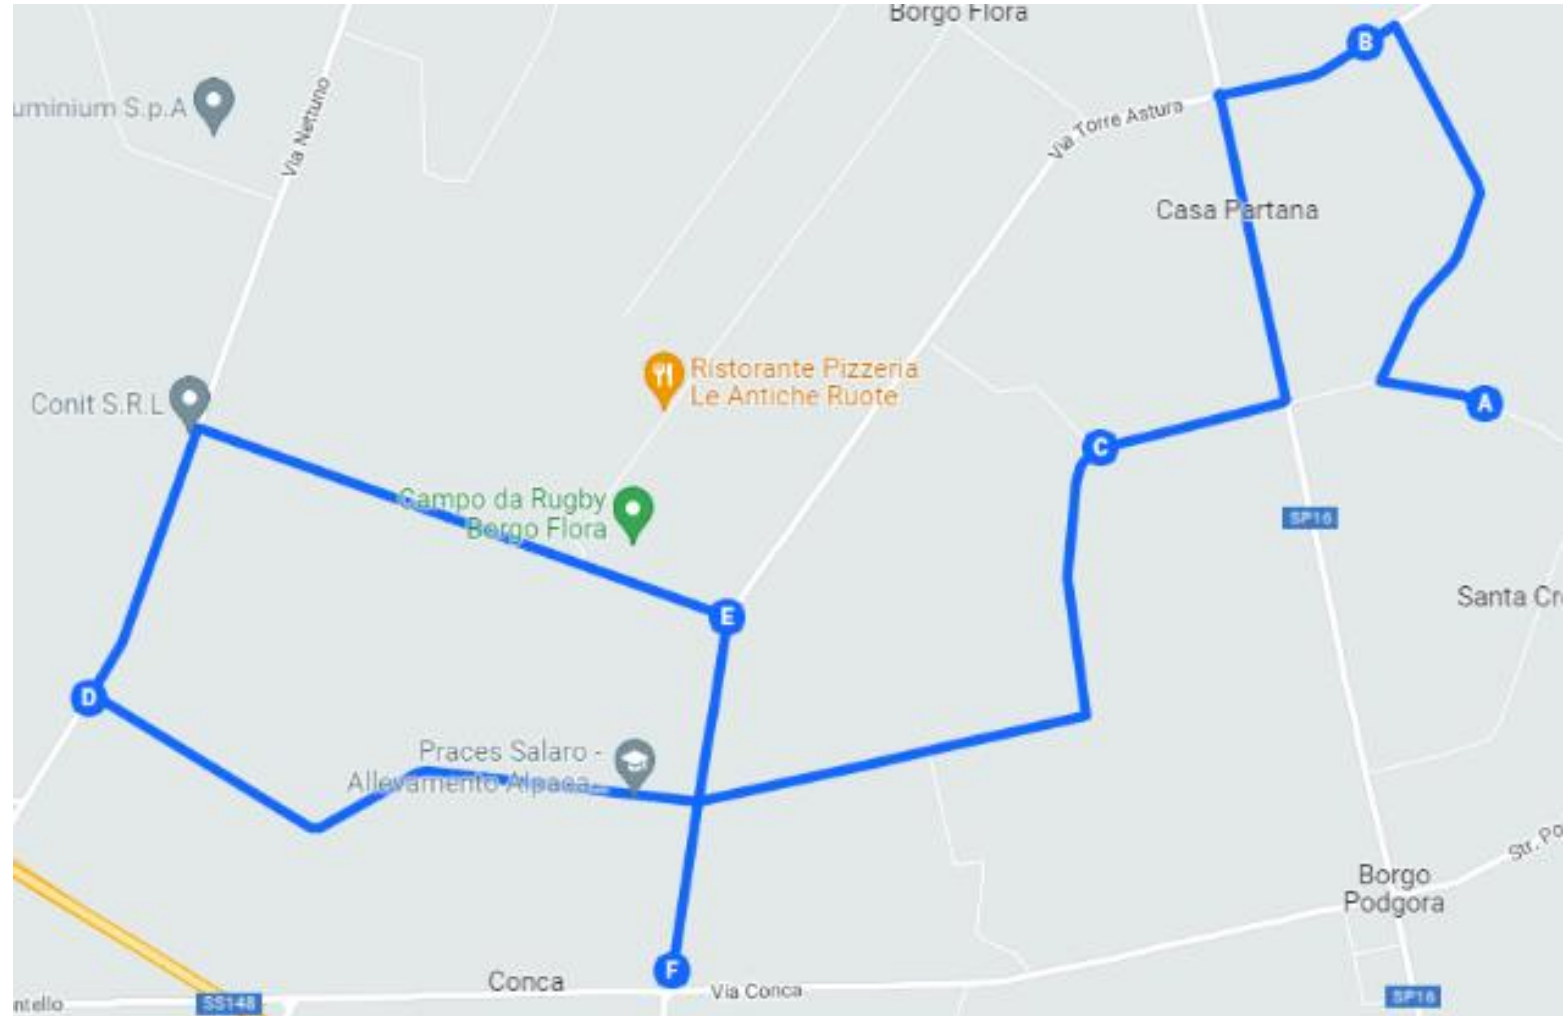 Borgo Flora
B
uminium S.p.A
Via Nettuno
Via Torre Astura
Casa Partana
Ristorante Pizzeria
Le Antiche Ruote
Conit S.R.L
A
C
Campo da Rugby
Borgo Flora
SP16
Santa Cr
E
D
Praces Salaro -
Allevamento Alpaca
Str. Po
Borgo
Podgora
F
Conca
Via Conca
SP16
ntello
SS148